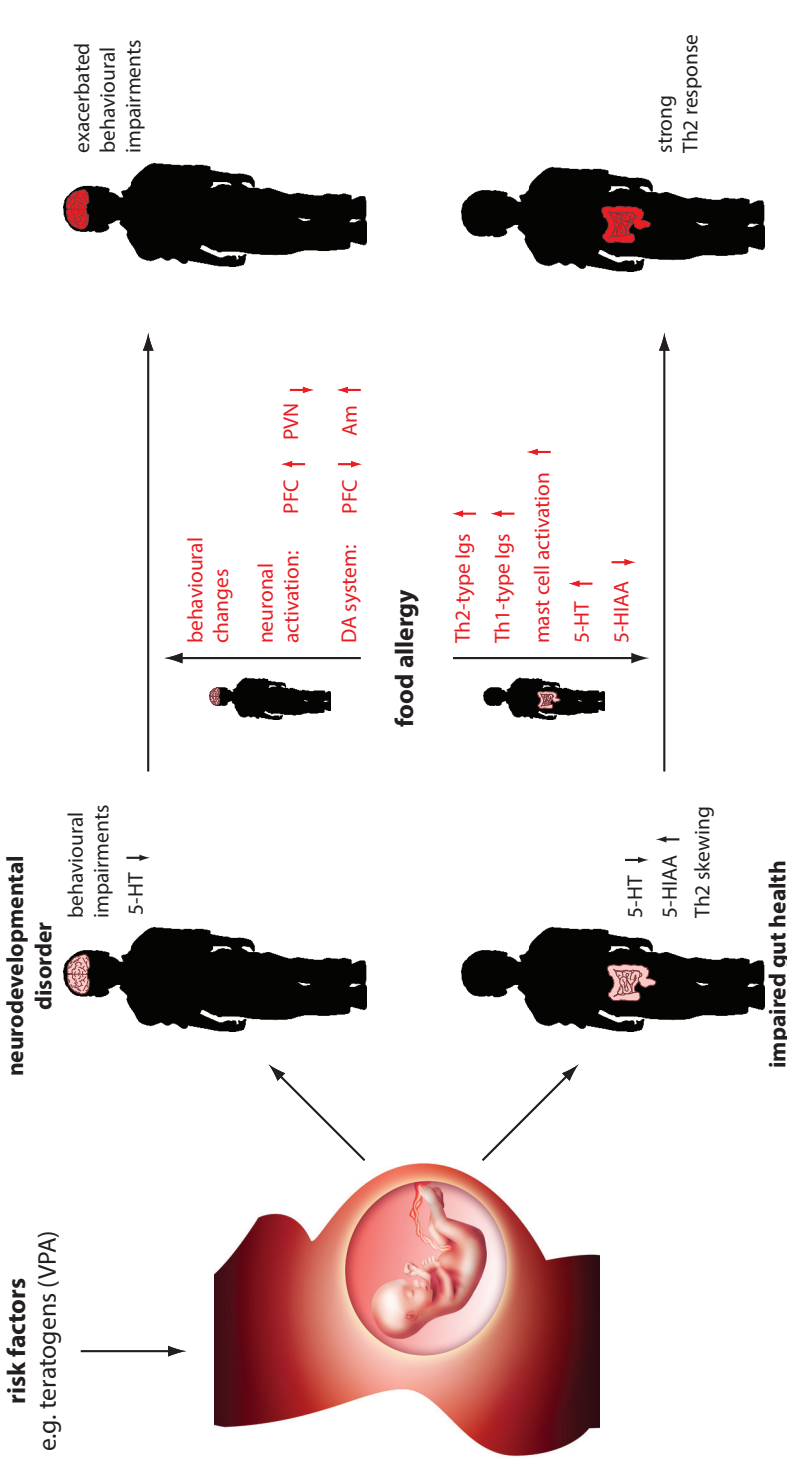 risk factors
e.g. teratogens (VPA)
neurodevelopmental
disorder
behavioural
impairments
5-HT ↓
behavioural
changes
neuronal
activation: PFC ↑ PVN ↓
DA system: PFC ↓ Am ↑
exacerbated
behavioural
impairments
food allergy
Th2-type Igs ↑
Th1-type Igs ↑
mast cell activation ↑
5-HT ↑
5-HIAA ↓
5-HT ↓
5-HIAA ↑
Th2 skewing
impaired gut health
strong
Th2 response